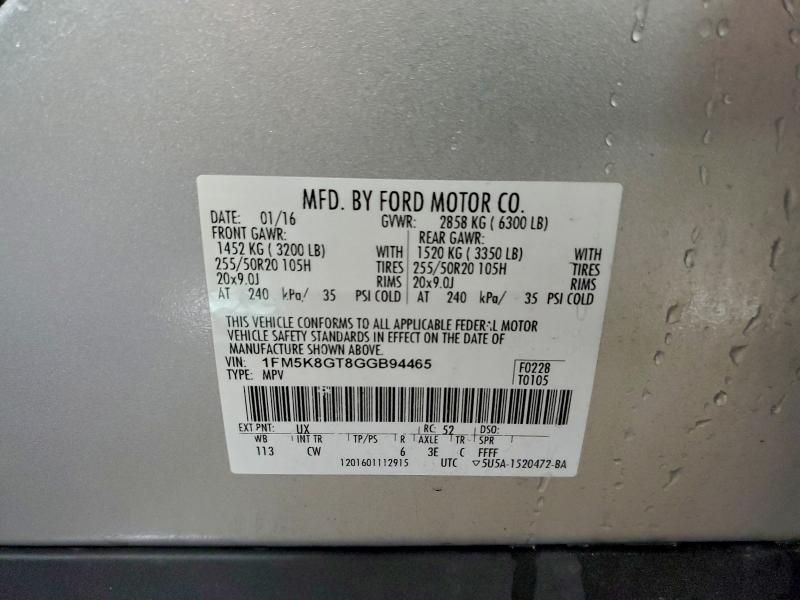 MFD. BY FORD MOTOR CO.
DATE: 01/16 GVWR: 2858 KG ( 6300 LB)
FRONT GAWR: REAR GAWR:
1452 KG ( 3200 LB) WITH 1520 KG ( 3350 LB) WITH
255/50R20 105H TIRES 255/50R20 105H TIRES
20x9.0J RIMS 20x9.0J RIMS
AT 240 kPa/ 35 PSI COLD AT 240 kPa/ 35 PSI COLD
THIS VEHICLE CONFORMS TO ALL APPLICABLE FEDERAL MOTOR
VEHICLE SAFETY STANDARDS IN EFFECT ON THE DATE OF
MANUFACTURE SHOWN ABOVE.
VIN: 1FM5K8GT8GGB94465 F0228
TYPE: MPV T0105
EXT PNT: UX RC: 52 DSO:
WB INT TR TP/PS R AXLE TR SPR
113 CW 6 3E C FFFF
1201601112915 UTC ▽5U5A-1520472-BA